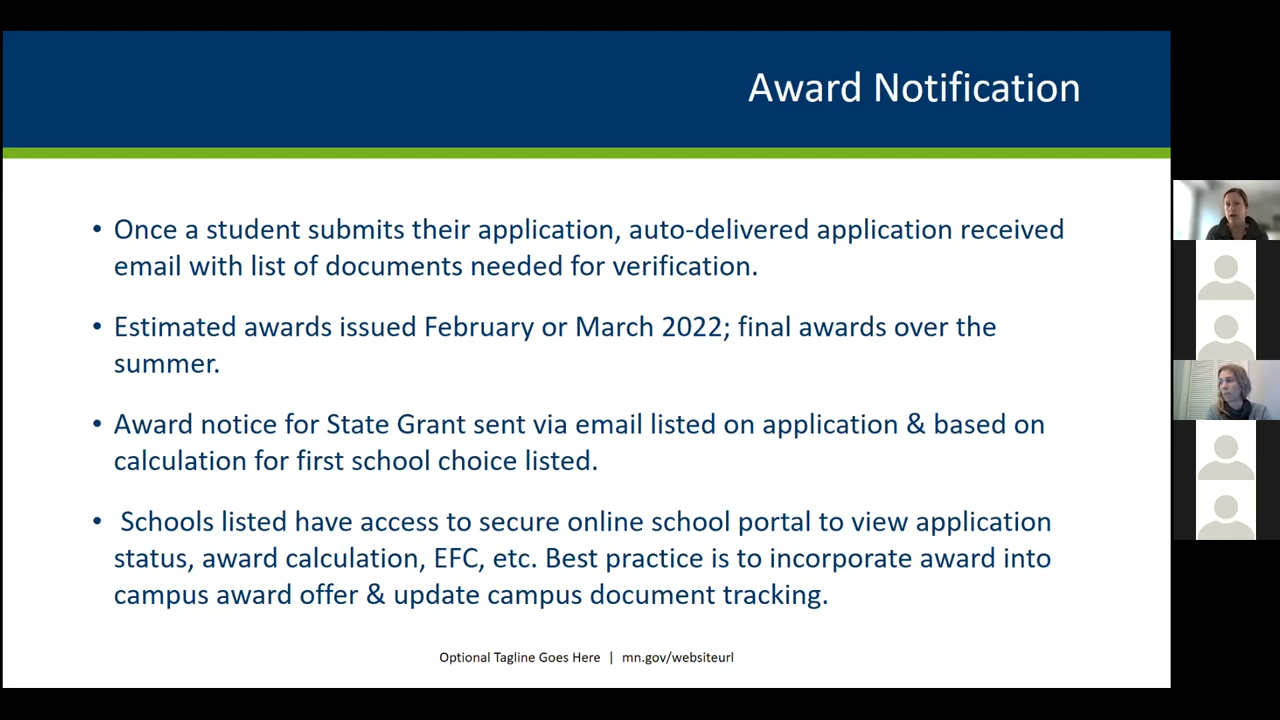 Award Notification
• Once a student submits their application, auto-delivered application received
email with list of documents needed for verification.
• Estimated awards issued February or March 2022; final awards over the
summer.
• Award notice for State Grant sent via email listed on application & based on
calculation for first school choice listed.
• Schools listed have access to secure online school portal to view application
status, award calculation, EFC, etc. Best practice is to incorporate award into
campus award offer & update campus document tracking.
Optional Tagline Goes Here | mn.gov/websiteurl